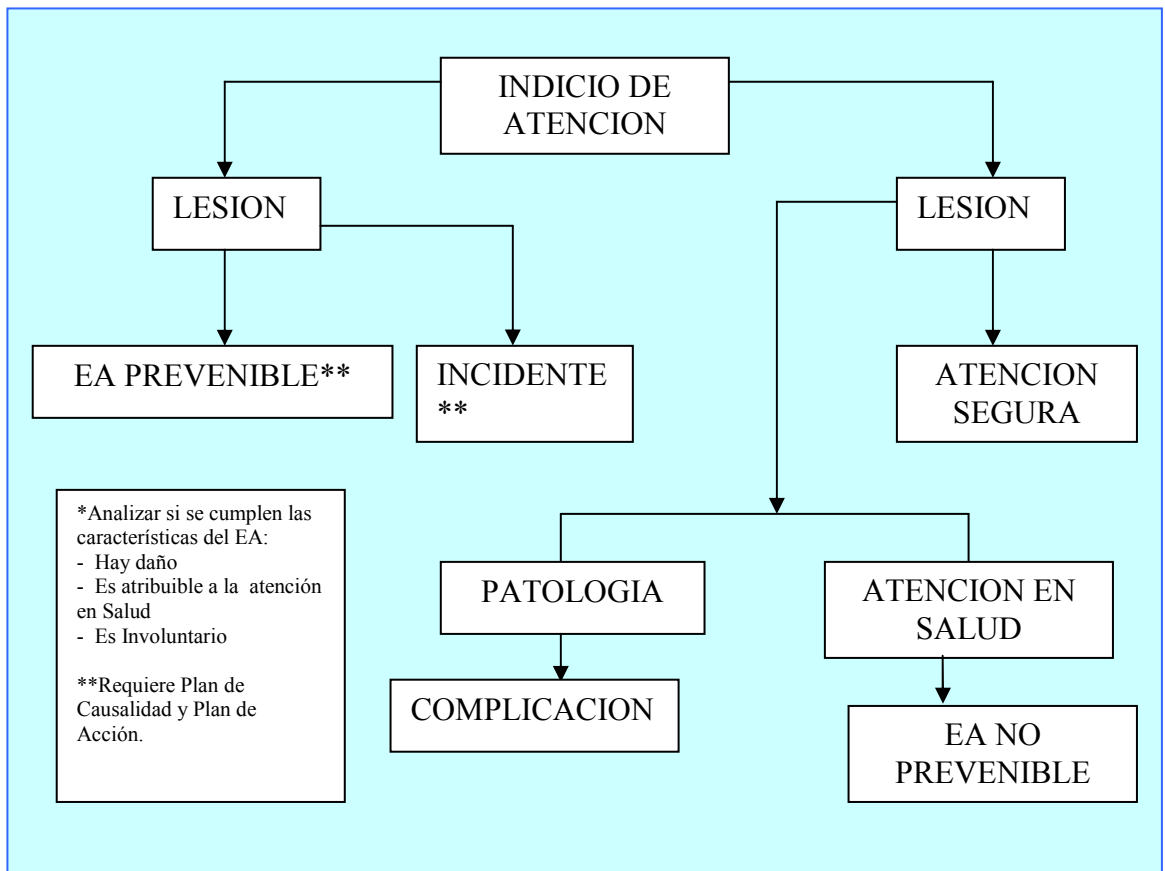 INDICIO DE
ATENCION
LESION
LESION
EA PREVENIBLE**
INCIDENTE
**
ATENCION
SEGURA
*Analizar si se cumplen las
características del EA:
- Hay daño
- Es atribuible a la atención
en Salud
- Es Involuntario
**Requiere Plan de
Causalidad y Plan de
Acción.
PATOLOGIA
ATENCION EN
SALUD
COMPLICACION
EA NO
PREVENIBLE